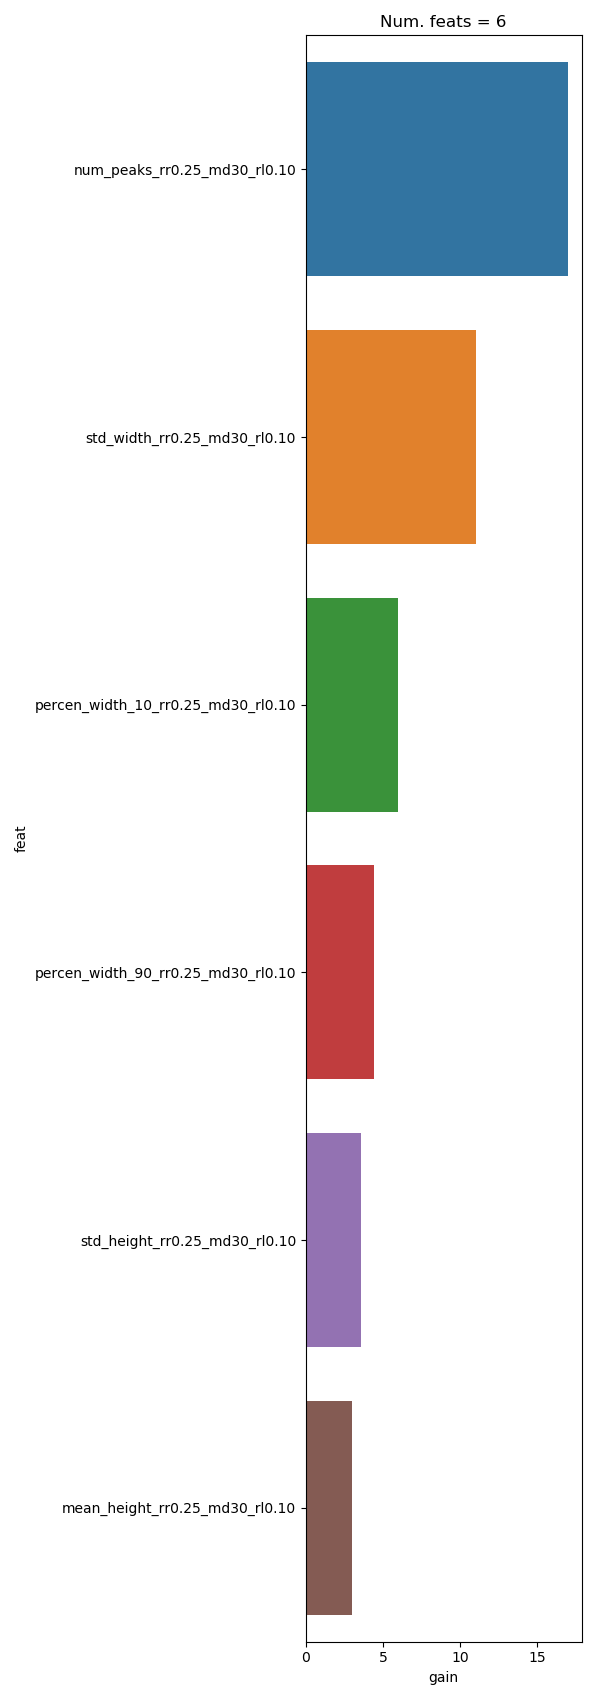 Num. feats = 6
num_peaks_rr0.25_md30_rl0.10
std_width_rr0.25_md30_rl0.10
percen_width_10_rr0.25_md30_rl0.10
feat
percen_width_90_rr0.25_md30_rl0.10
std_height_rr0.25_md30_rl0.10
mean_height_rr0.25_md30_rl0.10
0 5 10 15
gain